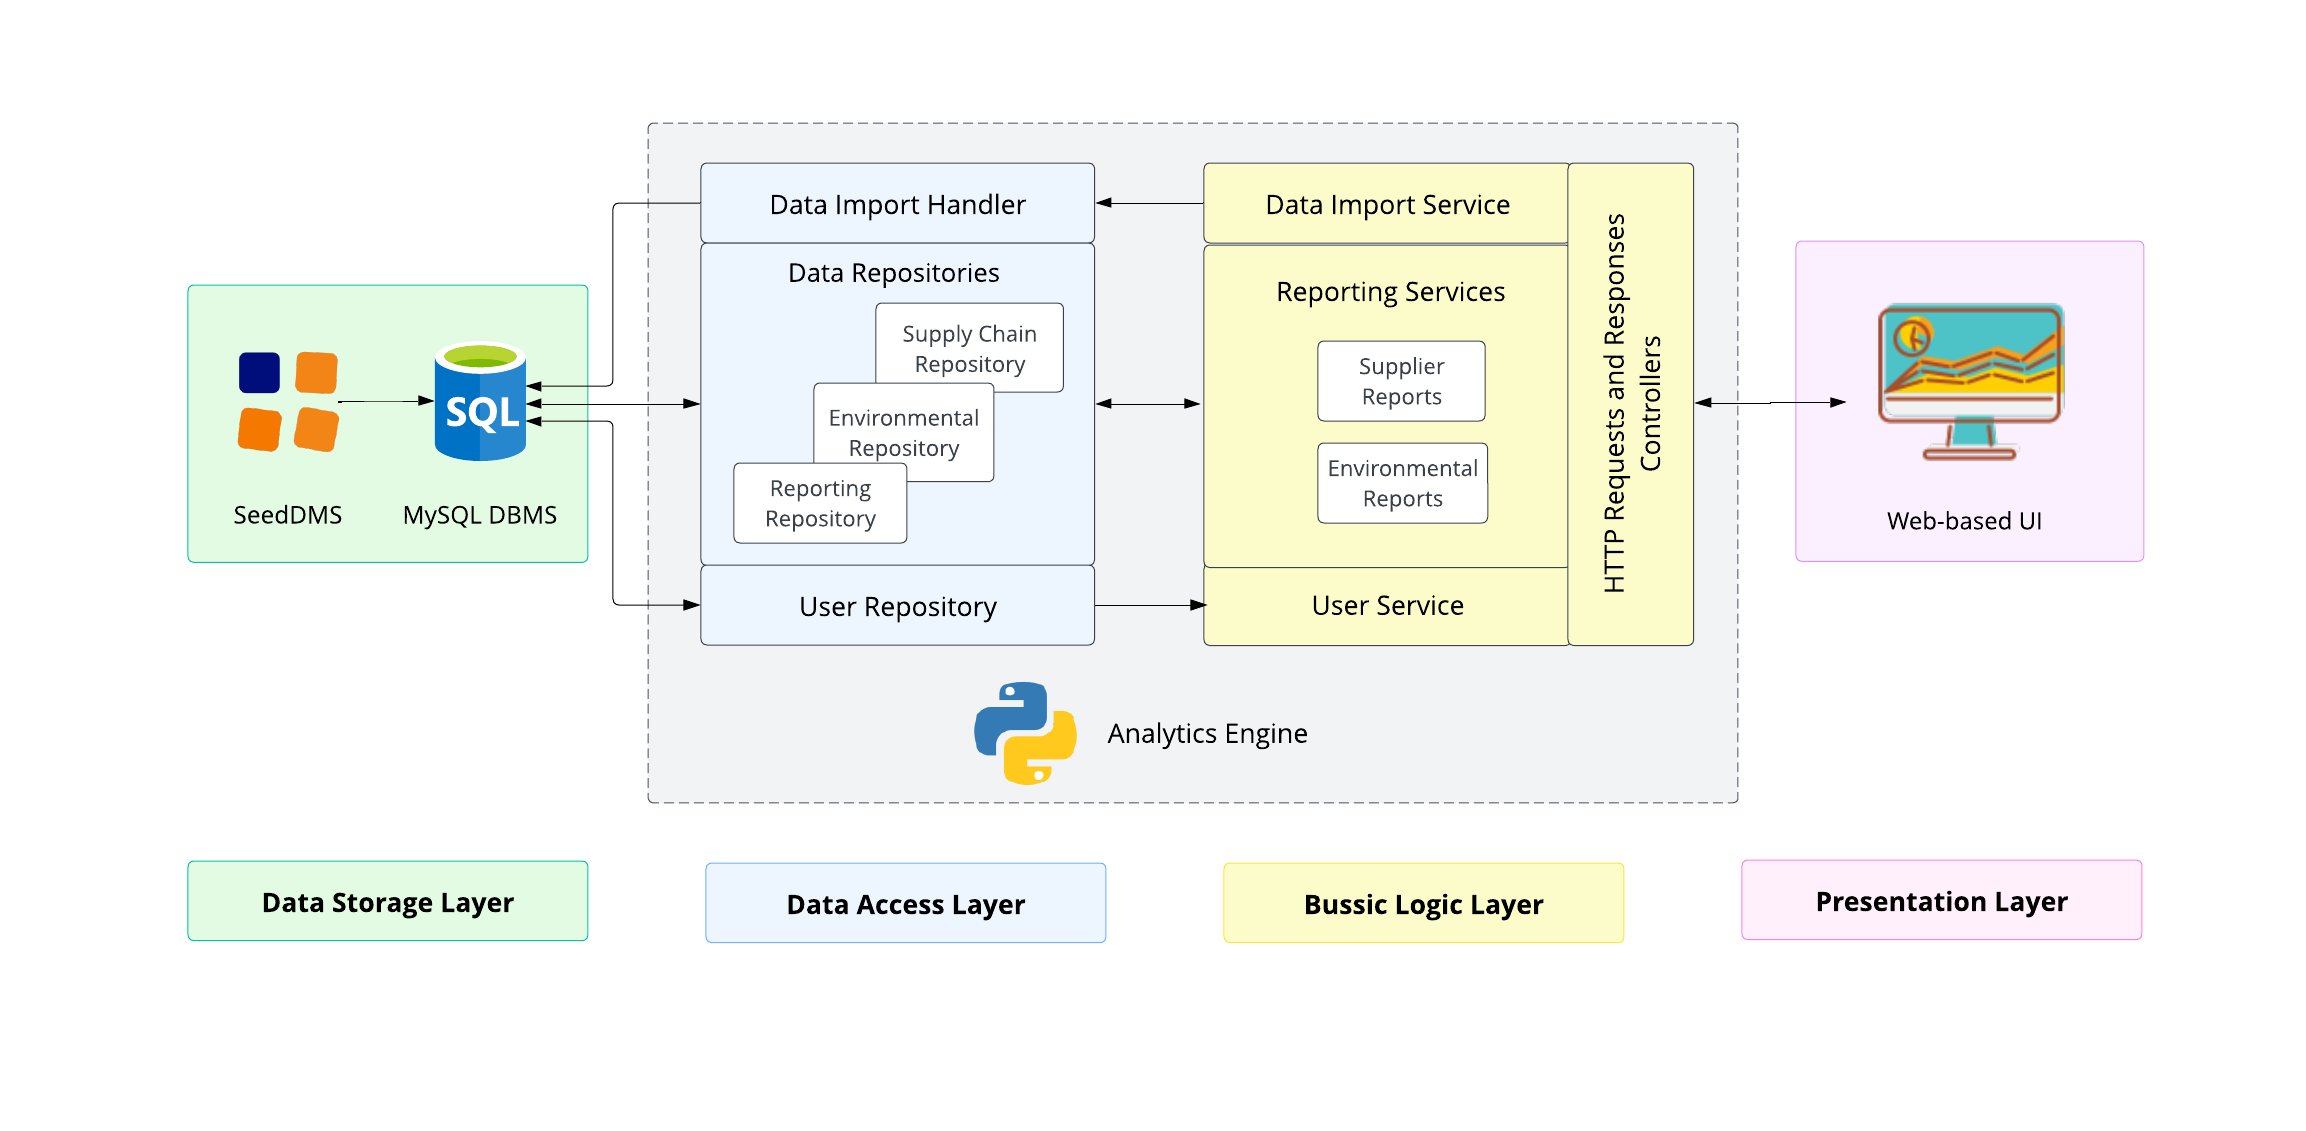 Data Import Handler
Data Import Service
Data Repositories
Supply Chain
Repository
Environmental
Repository
Reporting
Repository
Reporting Services
Supplier
Reports
Environmental
Reports
HTTP Requests and Responses
Controllers
SQL
SeedDMS
MySQL DBMS
Web-based UI
User Repository
User Service
Analytics Engine
Data Storage Layer
Data Access Layer
Bussic Logic Layer
Presentation Layer